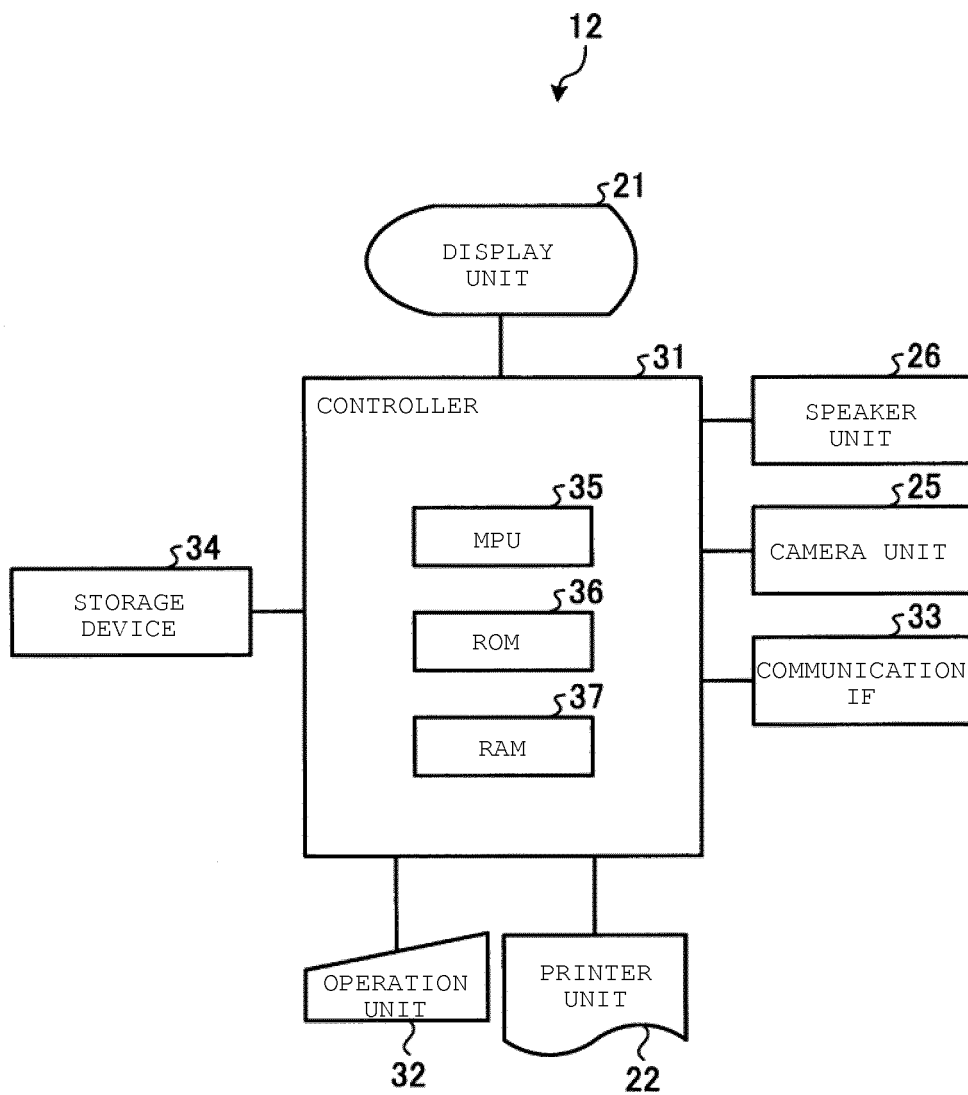 12
21
DISPLAY
UNIT
31
CONTROLLER
26
SPEAKER
UNIT
35
MPU
25
CAMERA UNIT
34
STORAGE
DEVICE
36
ROM
33
COMMUNICATION
IF
37
RAM
OPERATION
UNIT
32
PRINTER
UNIT
22